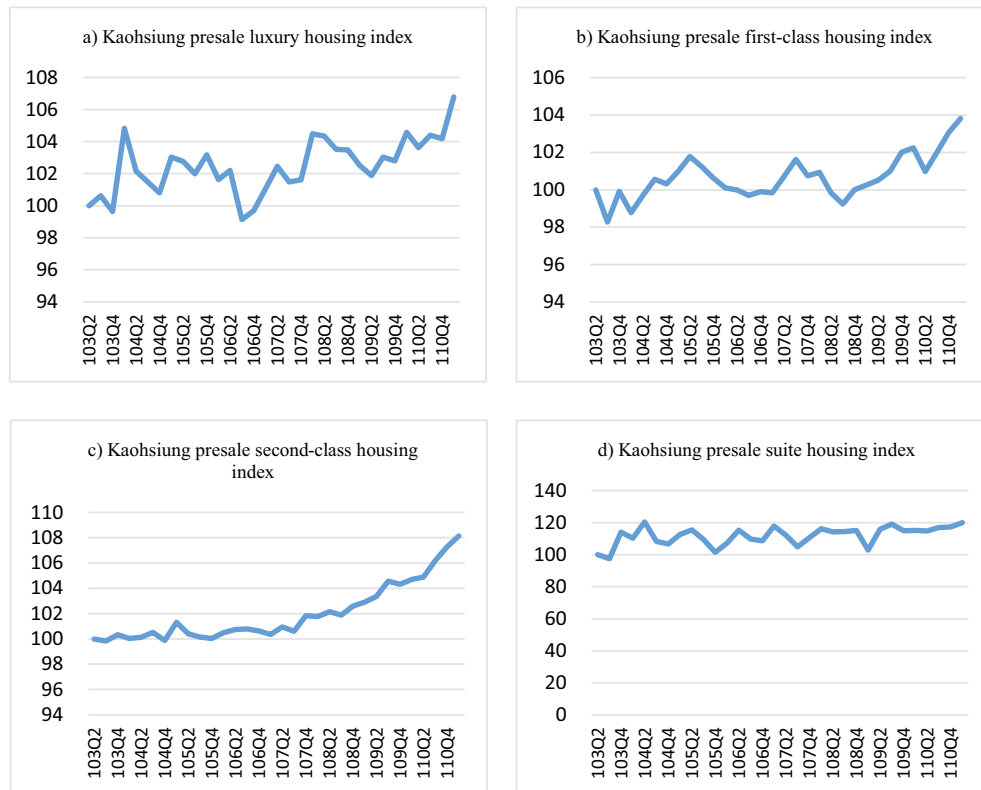 a) Kaohsiung presale luxury housing index
108
106
104
102
100
98
96
94
103Q2
103Q4
104Q2
104Q4
105Q2
105Q4
106Q2
106Q4
107Q2
107Q4
108Q2
108Q4
109Q2
109Q4
110Q2
110Q4
b) Kaohsiung presale first-class housing index
106
104
102
100
98
96
94
103Q2
103Q4
104Q2
104Q4
105Q2
105Q4
106Q2
106Q4
107Q2
107Q4
108Q2
108Q4
109Q2
109Q4
110Q2
110Q4
c) Kaohsiung presale second-class housing
index
110
108
106
104
102
100
98
96
94
103Q2
103Q4
104Q2
104Q4
105Q2
105Q4
106Q2
106Q4
107Q2
107Q4
108Q2
108Q4
109Q2
109Q4
110Q2
110Q4
d) Kaohsiung presale suite housing index
140
120
100
80
60
40
20
0
103Q2
103Q4
104Q2
104Q4
105Q2
105Q4
106Q2
106Q4
107Q2
107Q4
108Q2
108Q4
109Q2
109Q4
110Q2
110Q4